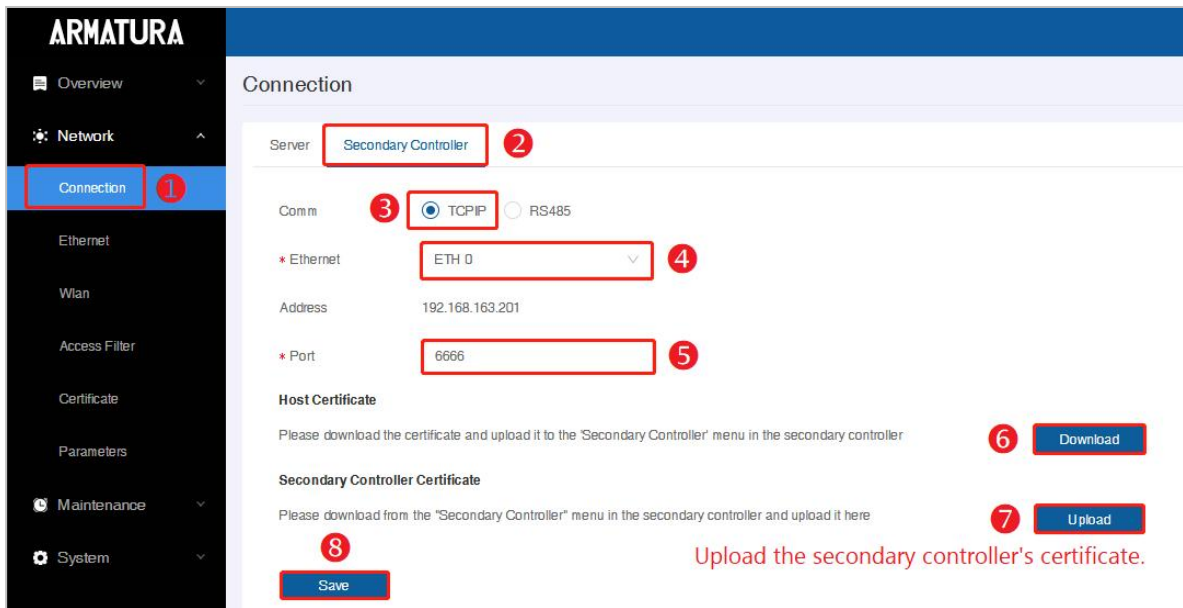 ARMATURA
Overview
Connection
Network
Server Secondary Controller 2
Connection 1
Comm 3 TCPIP RS485
Ethernet
* Ethernet ETH 0 4
Wlan
Address 192.168.163.201
Access Filter
* Port 6666 5
Certificate
Host Certificate
Please download the certificate and upload it to the 'Secondary Controller' menu in the secondary controller 6 Download
Parameters
Secondary Controller Certificate
Maintenance
Please download from the "Secondary Controller" menu in the secondary controller and upload it here 7 Upload
8
Upload the secondary controller's certificate.
System
Save